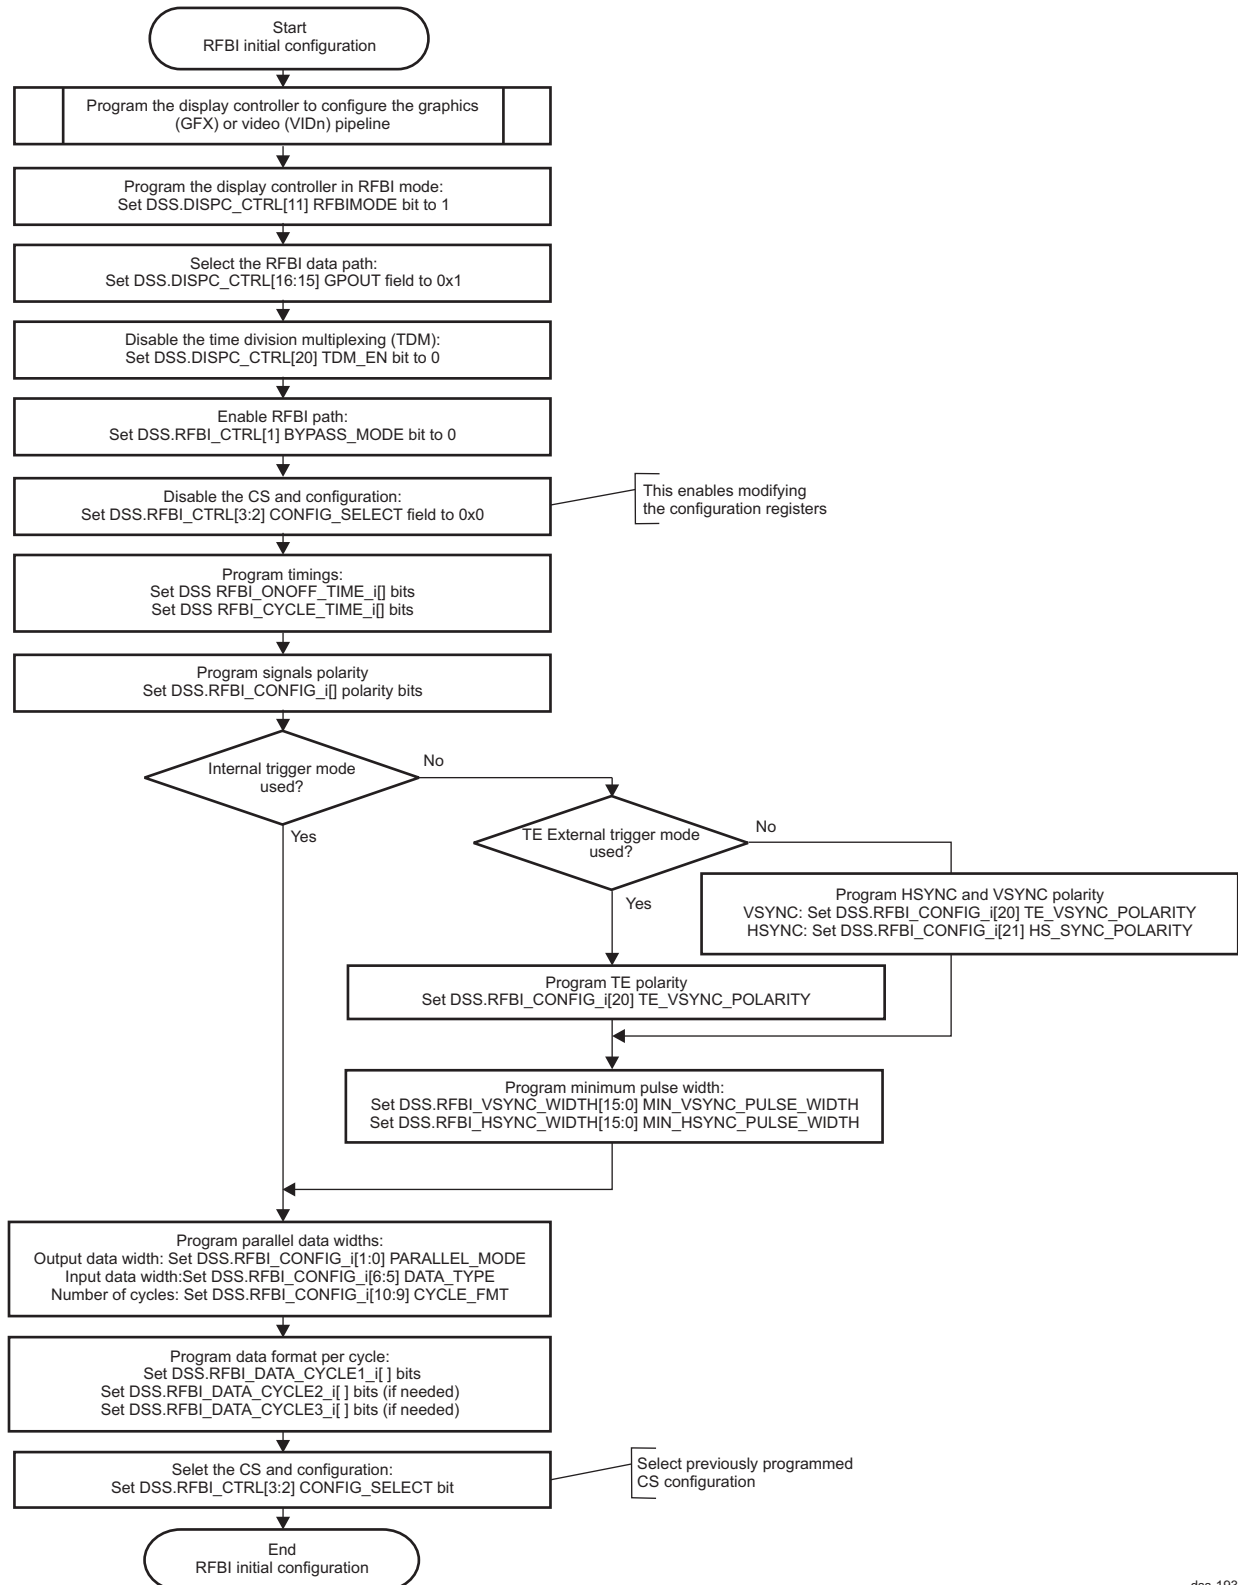 Start
RFBI initial configuration
Program the display controller to configure the graphics
(GFX) or video (VIDn) pipeline
Program the display controller in RFBI mode:
Set DSS.DISPC_CTRL[11] RFBIMODE bit to 1
Select the RFBI data path:
Set DSS.DISPC_CTRL[16:15] GPOUT field to 0x1
Disable the time division multiplexing (TDM):
Set DSS.DISPC_CTRL[20] TDM_EN bit to 0
Enable RFBI path:
Set DSS.RFBI_CTRL[1] BYPASS_MODE bit to 0
Disable the CS and configuration:
Set DSS.RFBI_CTRL[3:2] CONFIG_SELECT field to 0x0
This enables modifying
the configuration registers
Program timings:
Set DSS RFBI_ONOFF_TIME_i[] bits
Set DSS RFBI_CYCLE_TIME_i[] bits
Program signals polarity
Set DSS.RFBI_CONFIG_i[] polarity bits
Internal trigger mode
used?
No
Yes
TE External trigger mode
used?
No
Yes
Program HSYNC and VSYNC polarity
VSYNC: Set DSS.RFBI_CONFIG_i[20] TE_VSYNC_POLARITY
HSYNC: Set DSS.RFBI_CONFIG_i[21] HS_SYNC_POLARITY
Program TE polarity
Set DSS.RFBI_CONFIG_i[20] TE_VSYNC_POLARITY
Program minimum pulse width:
Set DSS.RFBI_VSYNC_WIDTH[15:0] MIN_VSYNC_PULSE_WIDTH
Set DSS.RFBI_HSYNC_WIDTH[15:0] MIN_HSYNC_PULSE_WIDTH
Program parallel data widths:
Output data width: Set DSS.RFBI_CONFIG_i[1:0] PARALLEL_MODE
Input data width:Set DSS.RFBI_CONFIG_i[6:5] DATA_TYPE
Number of cycles: Set DSS.RFBI_CONFIG_i[10:9] CYCLE_FMT
Program data format per cycle:
Set DSS.RFBI_DATA_CYCLE1_i[ ] bits
Set DSS.RFBI_DATA_CYCLE2_i[ ] bits (if needed)
Set DSS.RFBI_DATA_CYCLE3_i[ ] bits (if needed)
Selet the CS and configuration:
Set DSS.RFBI_CTRL[3:2] CONFIG_SELECT bit
Select previously programmed
CS configuration
End
RFBI initial configuration